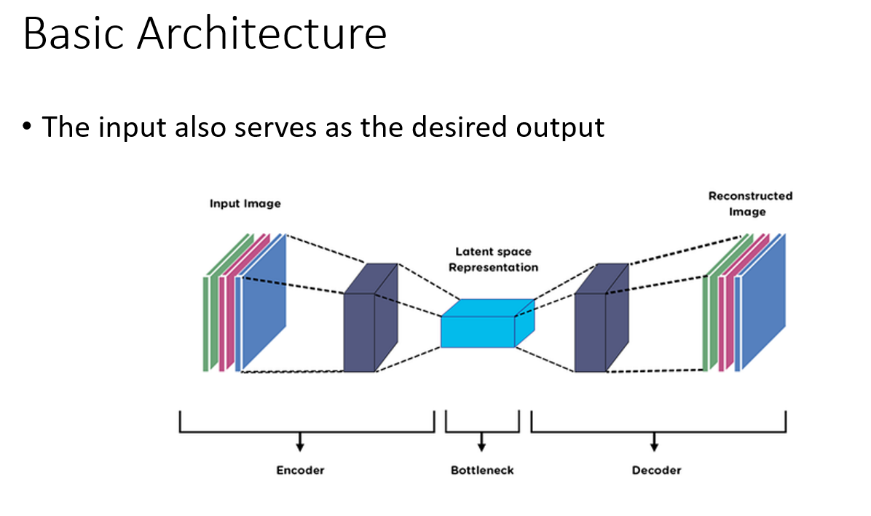 Basic Architecture
• The input also serves as the desired output
Input Image
Reconstructed
Image
Latent space
Representation
Encoder
Bottleneck
Decoder